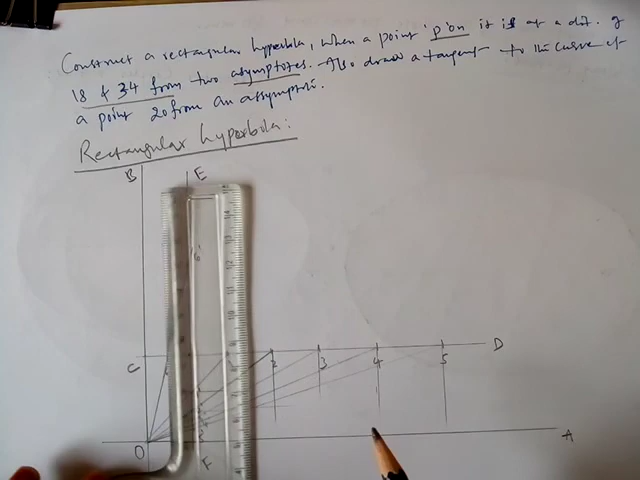 Construct a rectangular hyperbola, when a point 'p' on it is at a dist. of
18 & 34 from two asymptotes. Also draw a tangent to the curve at
a point 20 from an assymptote.
Rectangular hyperbola:
B E
C 2 3 4 5 D
O F A